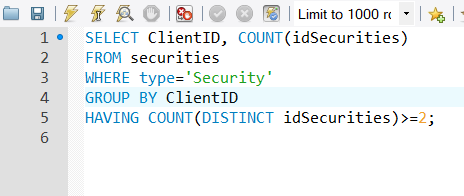 Limit to 1000 rc
1 SELECT ClientID, COUNT(idSecurities)
2 FROM securities
3 WHERE type='Security'
4 GROUP BY ClientID
5 HAVING COUNT(DISTINCT idSecurities)>=2;
6